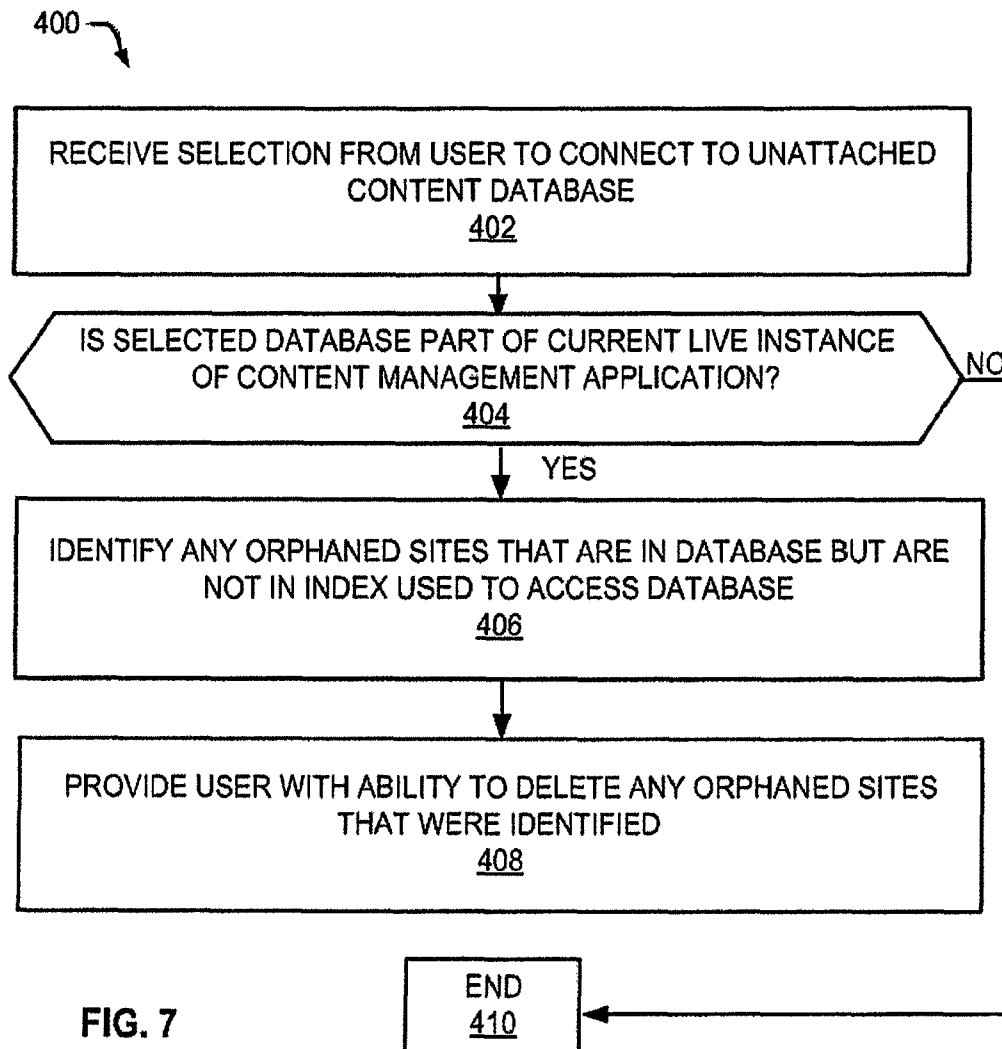 400
RECEIVE SELECTION FROM USER TO CONNECT TO UNATTACHED
CONTENT DATABASE
402
IS SELECTED DATABASE PART OF CURRENT LIVE INSTANCE
OF CONTENT MANAGEMENT APPLICATION?
404
NO
YES
IDENTIFY ANY ORPHANED SITES THAT ARE IN DATABASE BUT ARE
NOT IN INDEX USED TO ACCESS DATABASE
406
PROVIDE USER WITH ABILITY TO DELETE ANY ORPHANED SITES
THAT WERE IDENTIFIED
408
END
410
FIG. 7